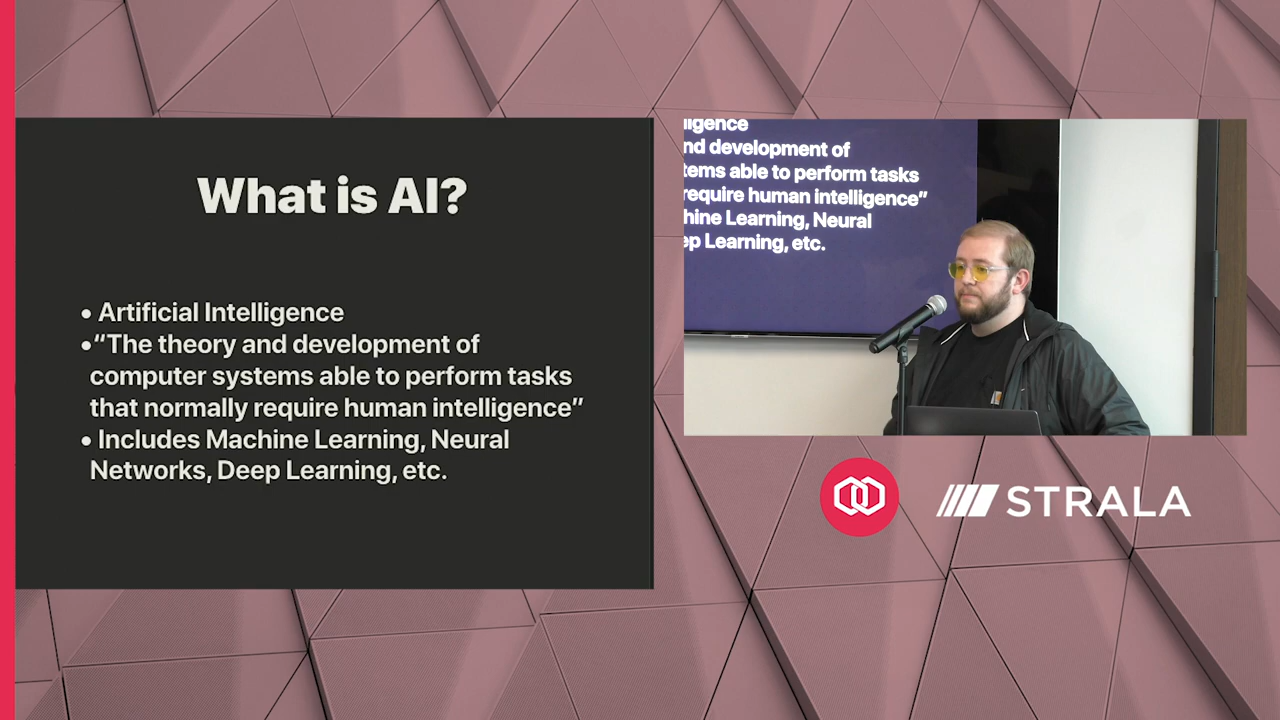 What is AI?
• Artificial Intelligence
•“The theory and development of
computer systems able to perform tasks
that normally require human intelligence”
• Includes Machine Learning, Neural
Networks, Deep Learning, etc.
ligence
nd development of
tems able to perform tasks
require human intelligence”
hine Learning, Neural
ep Learning, etc.
STRALA